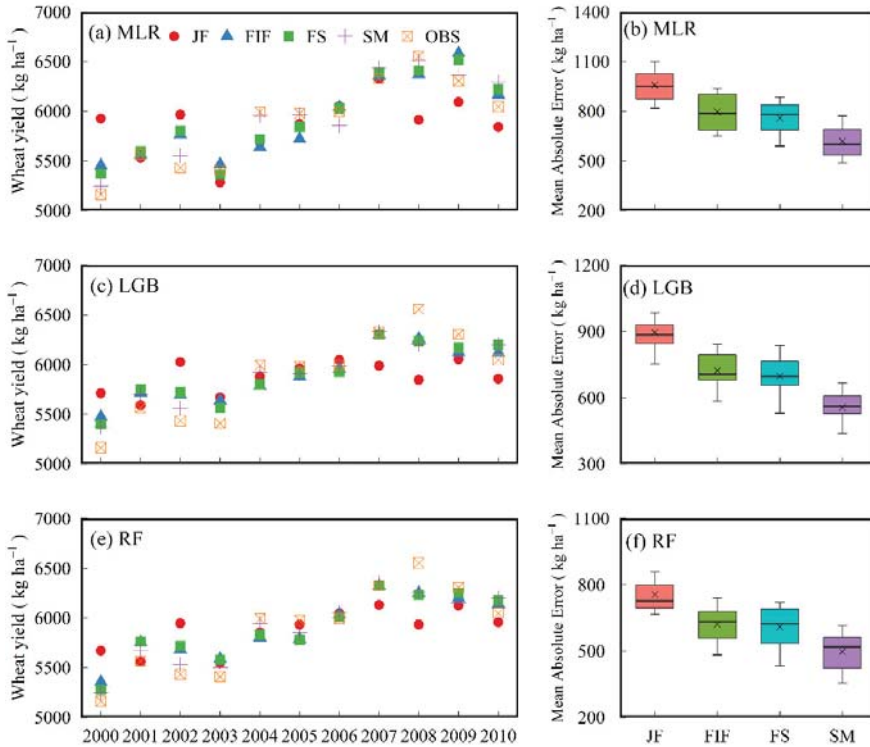 (a) MLR
JF FIF FS SM OBS
Wheat yield ( kg ha⁻¹ )
7000
6500
6000
5500
5000
(b) MLR
Mean Absolute Error ( kg ha⁻¹ )
1400
1100
800
500
200
(c) LGB
Wheat yield ( kg ha⁻¹ )
7000
6500
6000
5500
5000
(d) LGB
Mean Absolute Error ( kg ha⁻¹ )
1200
900
600
300
(e) RF
Wheat yield ( kg ha⁻¹ )
7000
6500
6000
5500
5000
2000 2001 2002 2003 2004 2005 2006 2007 2008 2009 2010
(f) RF
Mean Absolute Error ( kg ha⁻¹ )
1100
800
500
200
JF FIF FS SM